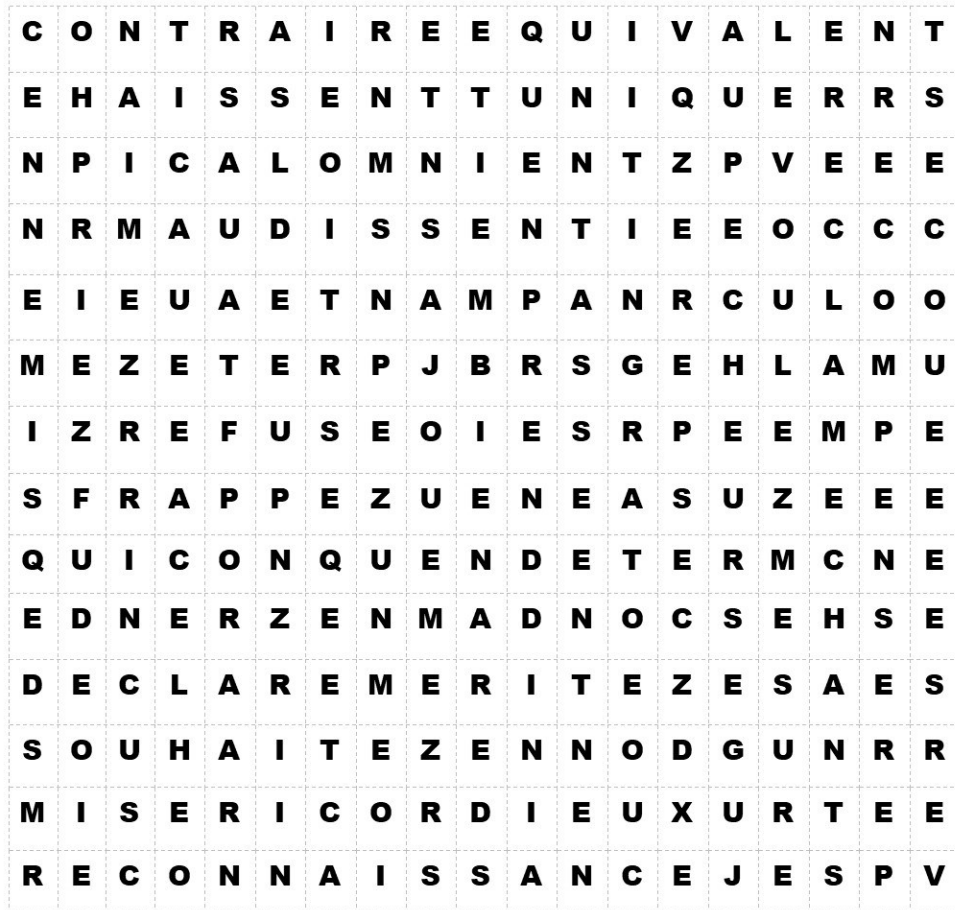 C O N T R A I R E E Q U I V A L E N T
E H A I S S E N T T U N I Q U E R R S
N P I C A L O M N I E N T Z P V E E E
N R M A U D I S S E N T I E E O C C C
E I E U A E T N A M P A N R C U L O O
M E Z E T E R P J B R S G E H L A M U
I Z R E F U S E O I E S R P E E M P E
S F R A P P E Z U E N E A S U Z E E E
Q U I C O N Q U E N D E T E R M C N E
E D N E R Z E N M A D N O C S E H S E
D E C L A R E M E R I T E Z E S A E S
S O U H A I T E Z E N N O D G U N R R
M I S E R I C O R D I E U X U R T E E
R E C O N N A I S S A N C E J E S P V